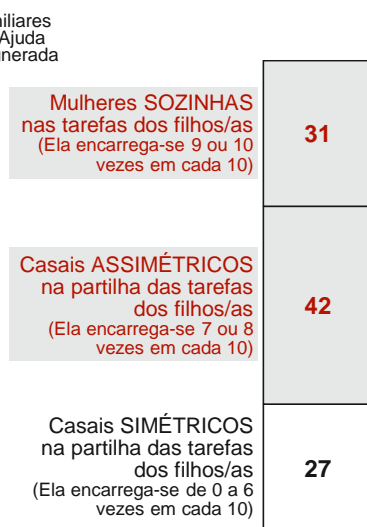 Ajuda
Mulheres SOZINHAS
nas tarefas dos filhos/as
(Ela encarrega-se 9 ou 10
vezes em cada 10)
31
Casais ASSIMÉTRICOS
na partilha das tarefas
dos filhos/as
(Ela encarrega-se 7 ou 8
vezes em cada 10)
42
Casais SIMÉTRICOS
na partilha das tarefas
dos filhos/as
(Ela encarrega-se de 0 a 6
vezes em cada 10)
27